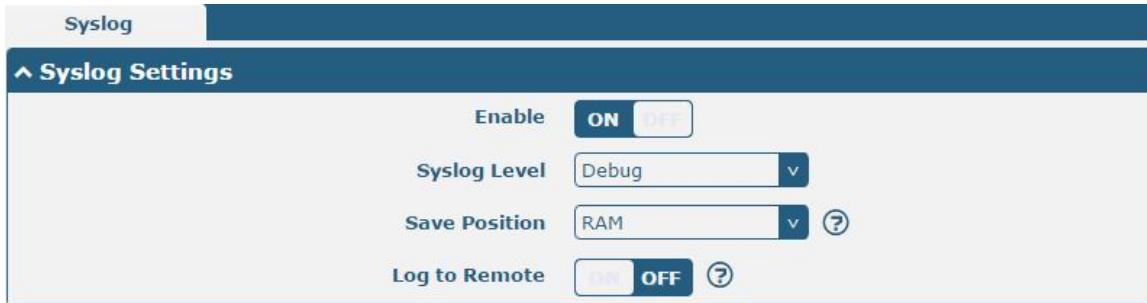 Syslog
Syslog Settings
Enable ON OFF
Syslog Level Debug
Save Position RAM
Log to Remote ON OFF